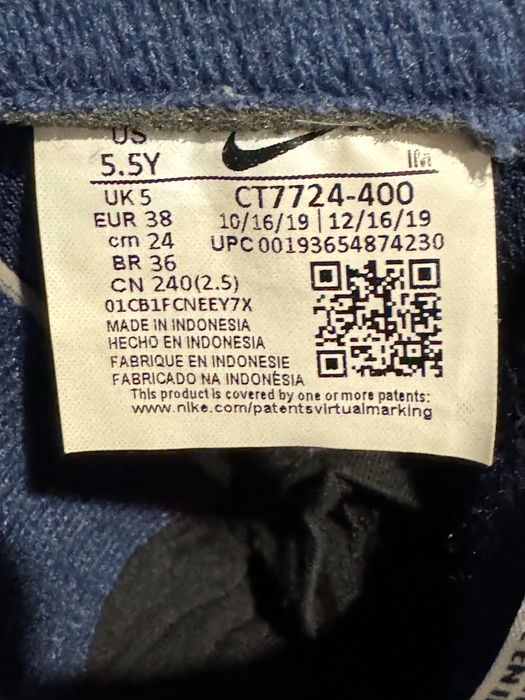 US
5.5Y
UK 5
EUR 38
cm 24
BR 36
CN 240(2.5)
01CB1FCNEEY7X
CT7724-400
10/16/19 | 12/16/19
UPC 00193654874230
MADE IN INDONESIA
HECHO EN INDONESIA
FABRIQUE EN INDONESIE
FABRICADO NA INDONÉSIA
This product is covered by one or more patents:
www.nike.com/patentsvirtualmarking